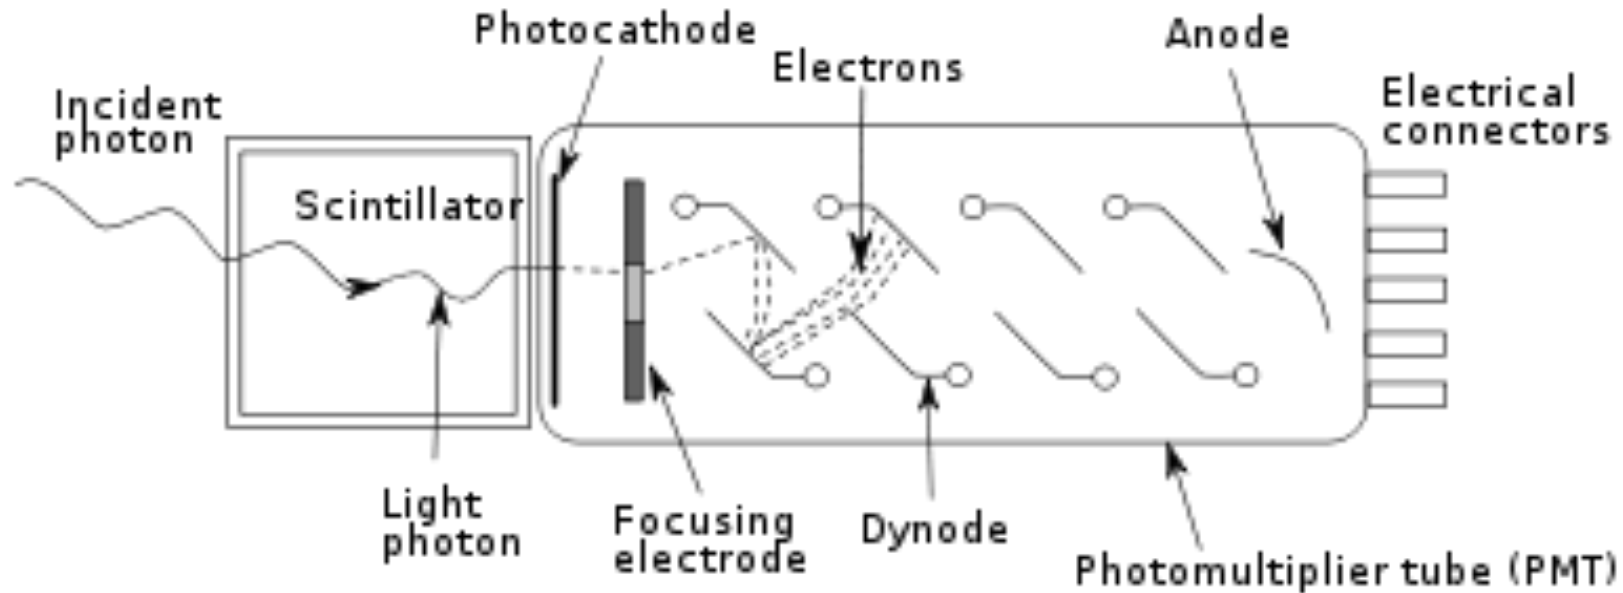 Photocathode
Anode
Electrons
Incident
photon
Electrical
connectors
Scintillator
Light
photon
Focusing
electrode
Dynode
Photomultiplier tube (PMT)